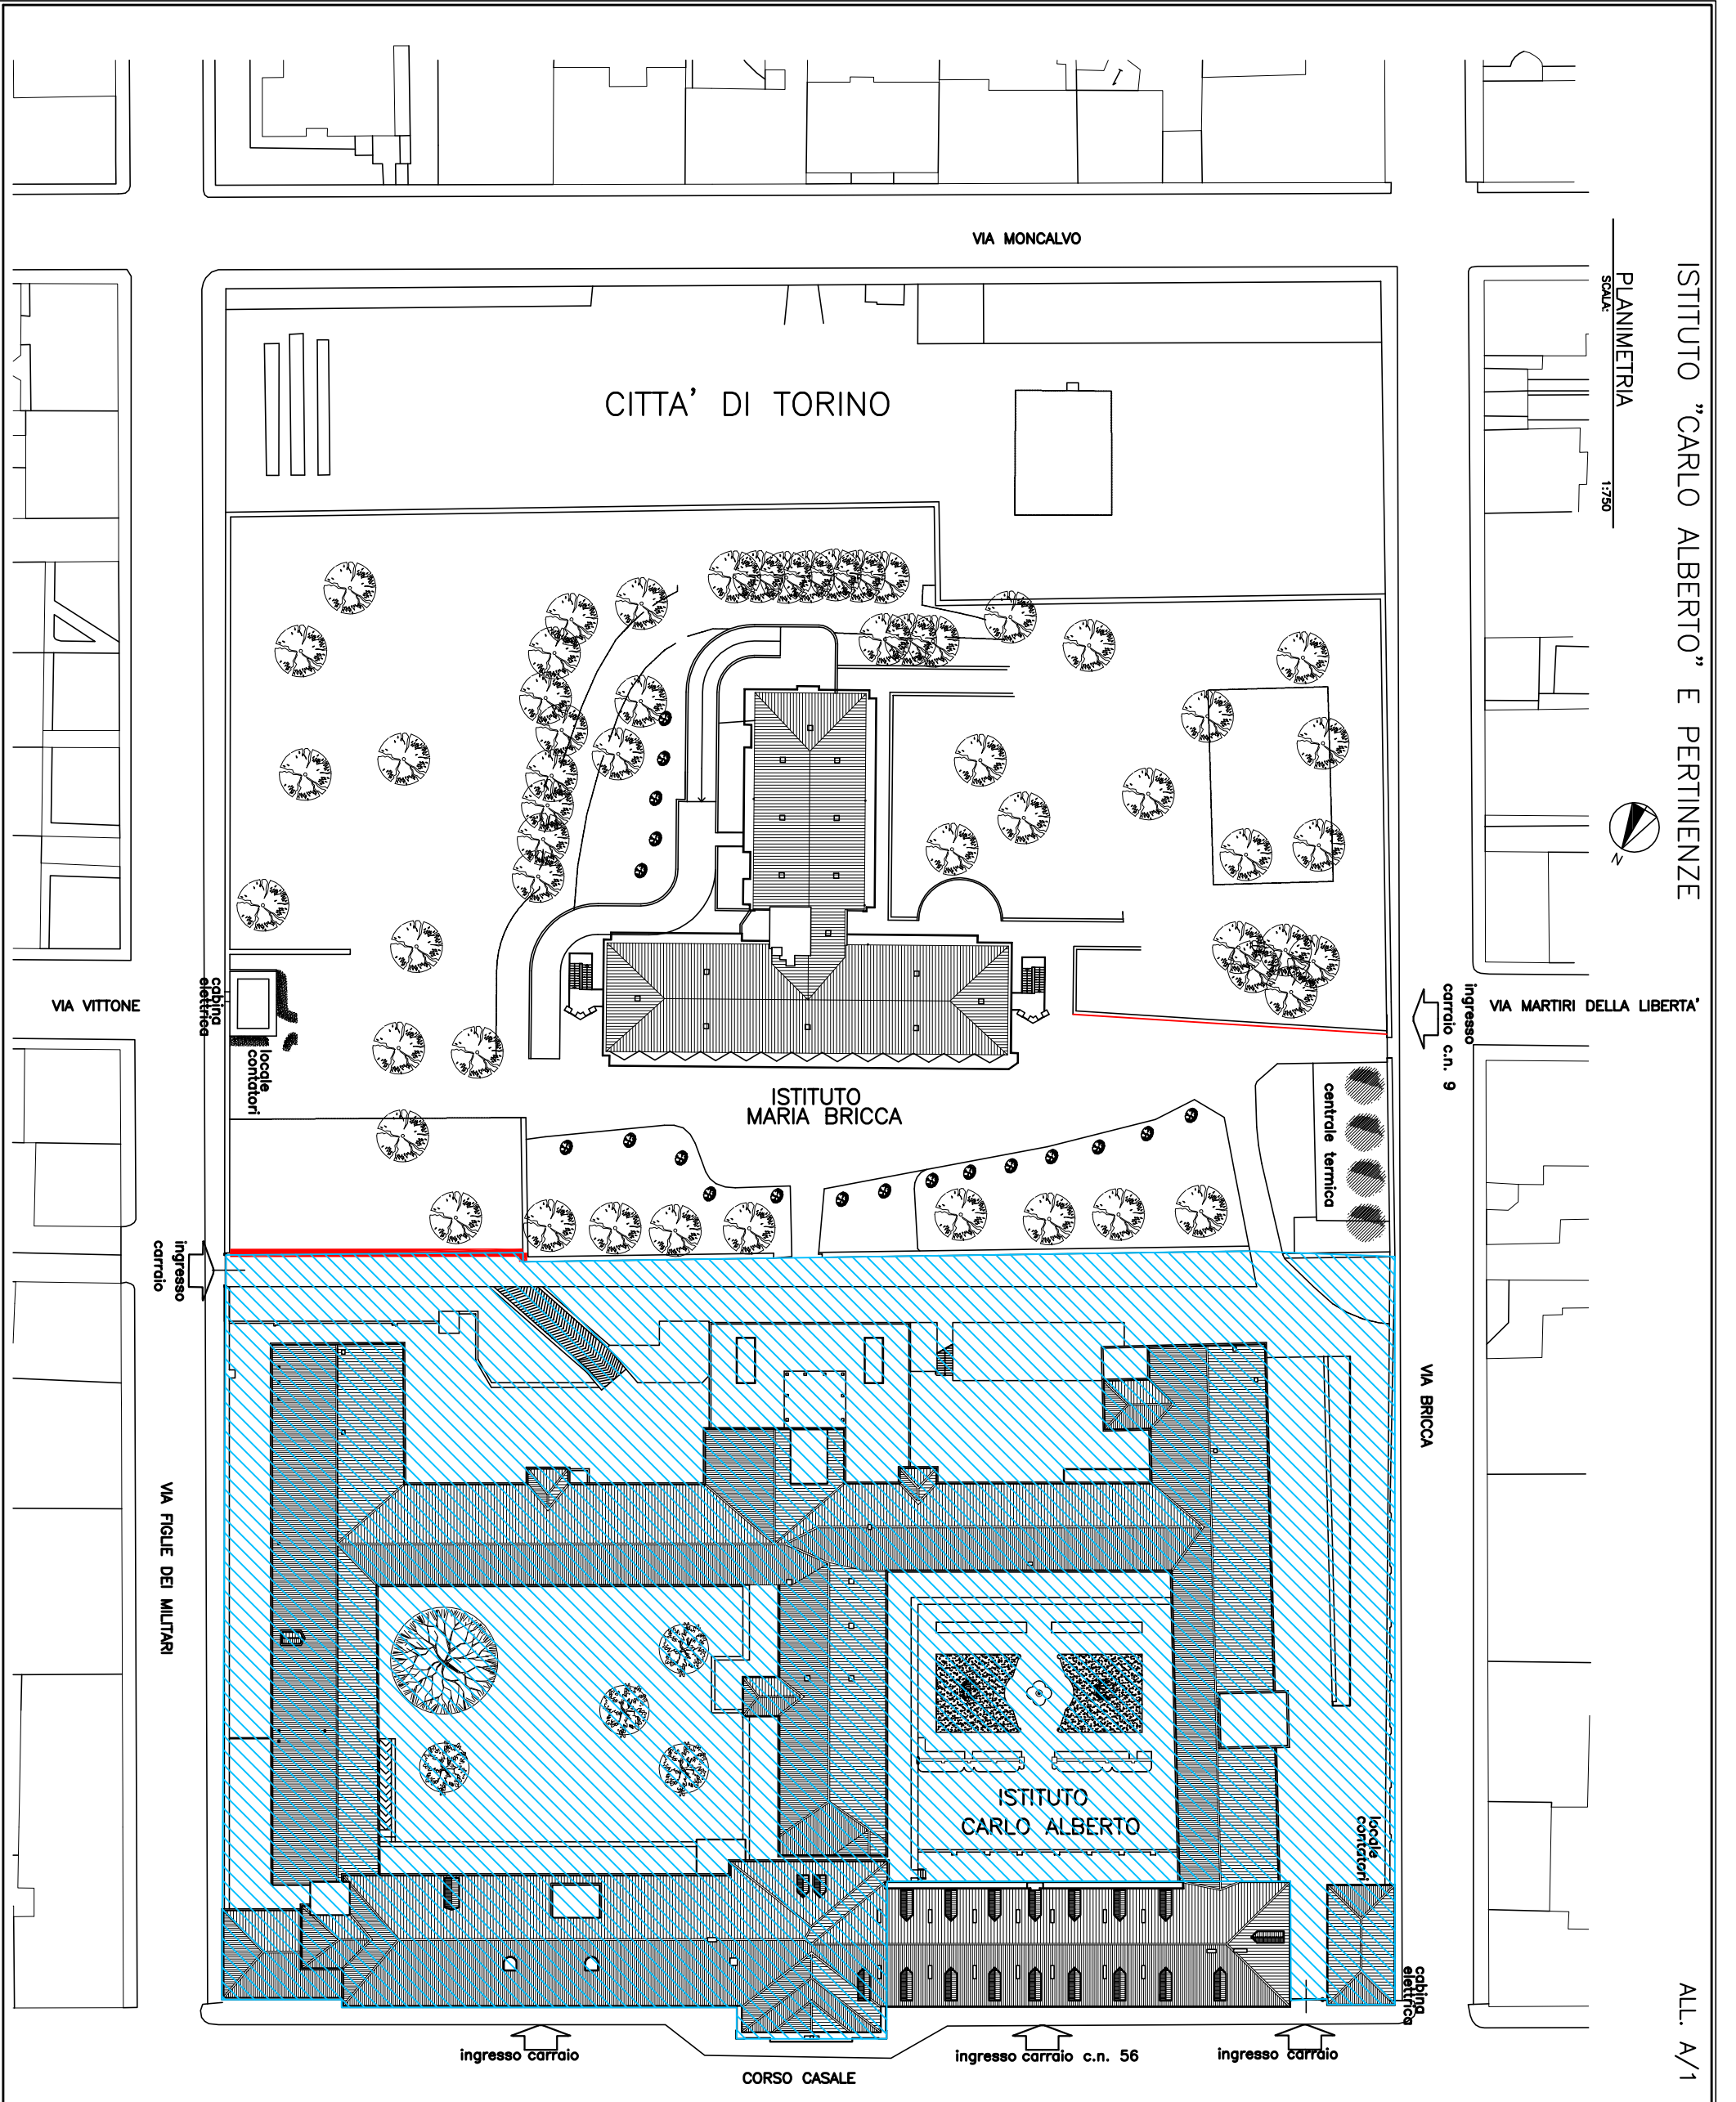 ISTITUTO "CARLO ALBERTO" E PERTINENZE
ALL. A/1
PLANIMETRIA
SCALA: 1:750
N
VIA MONCALVO
CITTA' DI TORINO
VIA VITTONE
cabina
elettrica
locale
contatori
ingresso
carraio c.n. 9
VIA MARTIRI DELLA LIBERTA'
ISTITUTO
MARIA BRICCA
centrale termica
ingresso
carraio
VIA BRICCA
VIA FIGLIE DEI MILITARI
ISTITUTO
CARLO ALBERTO
locale
contatori
cabina
elettrica
ingresso carraio
ingresso carraio c.n. 56
ingresso carraio
CORSO CASALE